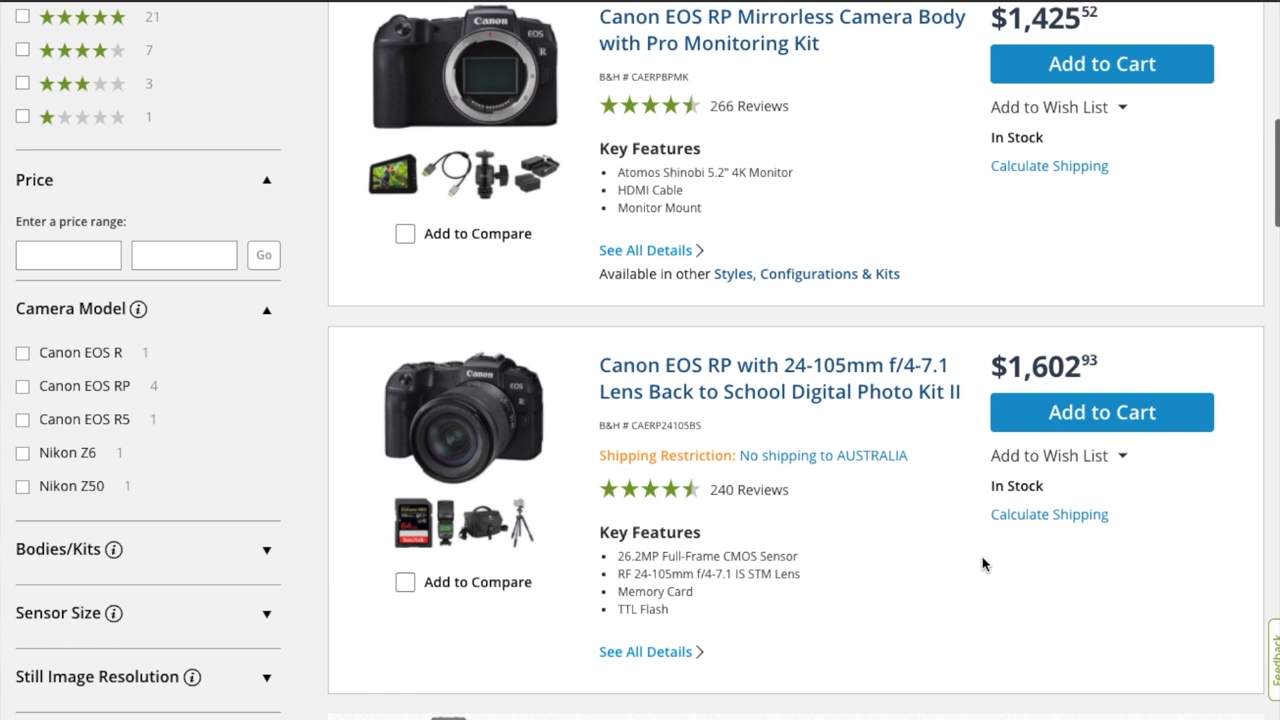 21
7
3
1
Price
Enter a price range:
Go
Camera Model
Canon EOS R 1
Canon EOS RP 4
Canon EOS R5 1
Nikon Z6 1
Nikon Z50 1
Bodies/Kits
Sensor Size
Still Image Resolution
Canon
EOS
R
Add to Compare
Canon EOS RP Mirrorless Camera Body
with Pro Monitoring Kit
B&H # CAERPBPMK
266 Reviews
Key Features
• Atomos Shinobi 5.2" 4K Monitor
• HDMI Cable
• Monitor Mount
See All Details
Available in other Styles, Configurations & Kits
$1,425 52
Add to Cart
Add to Wish List
In Stock
Calculate Shipping
Canon
EOS
Add to Compare
Canon EOS RP with 24-105mm f/4-7.1
Lens Back to School Digital Photo Kit II
B&H # CAERP24105BS
Shipping Restriction: No shipping to AUSTRALIA
240 Reviews
Key Features
• 26.2MP Full-Frame CMOS Sensor
• RF 24-105mm f/4-7.1 IS STM Lens
• Memory Card
• TTL Flash
See All Details
$1,602 93
Add to Cart
Add to Wish List
In Stock
Calculate Shipping
Feedback